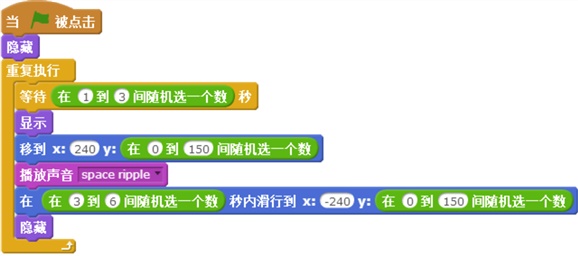 当 被点击
隐藏
重复执行
等待 在 1 到 3 间随机选一个数 秒
显示
移到 x: 240 y: 在 0 到 150 间随机选一个数
播放声音 space ripple
在 在 3 到 6 间随机选一个数 秒内滑行到 x: -240 y: 在 0 到 150 间随机选一个数
隐藏